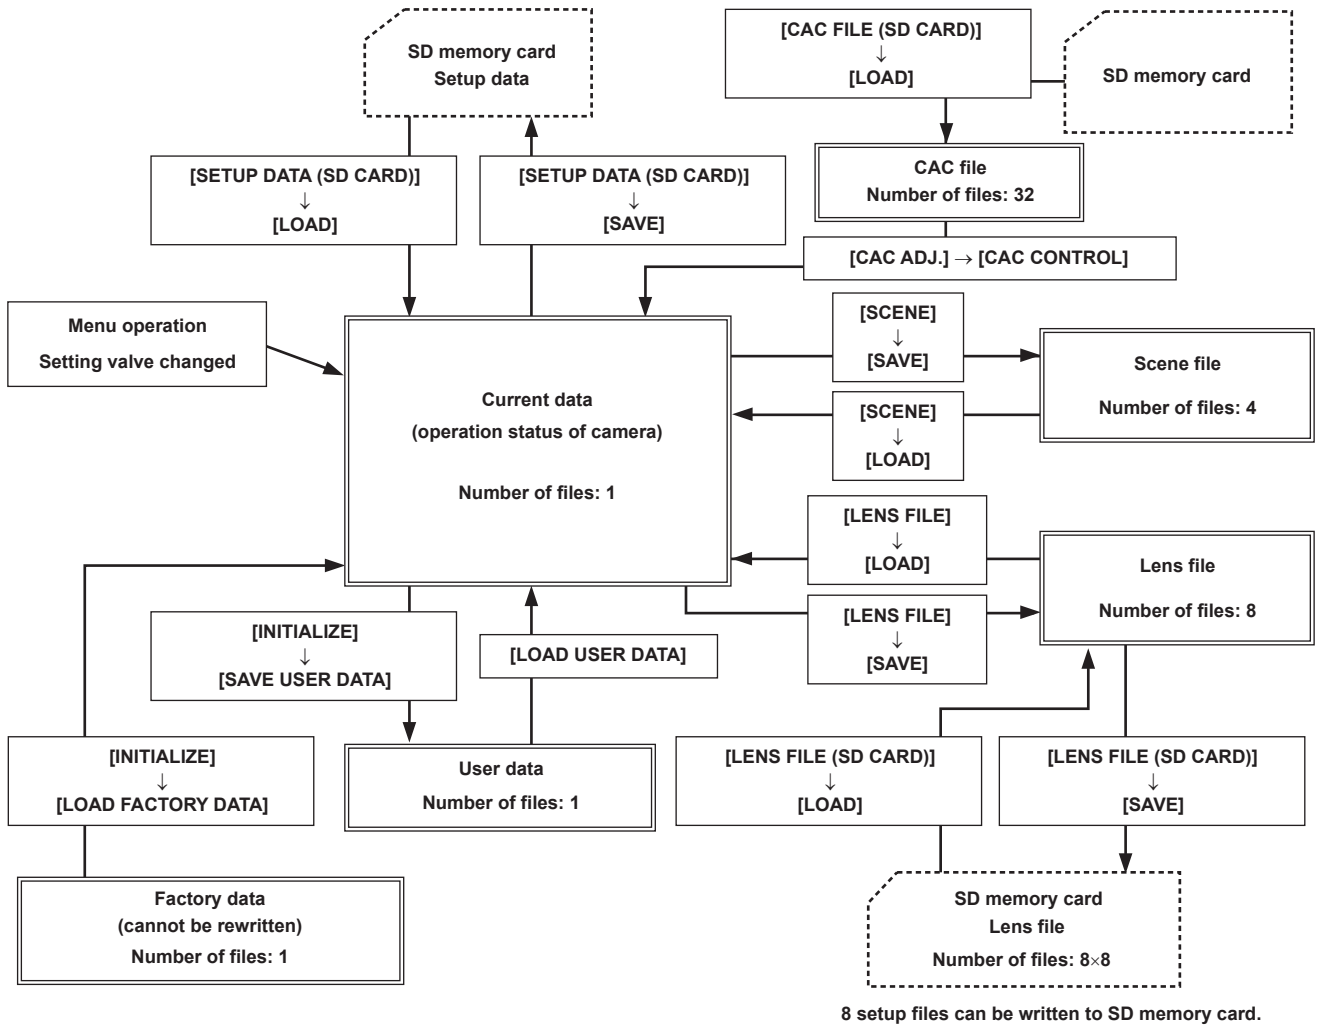 SD memory card
Setup data
[CAC FILE (SD CARD)]
↓
[LOAD]
SD memory card
[SETUP DATA (SD CARD)]
↓
[LOAD]
[SETUP DATA (SD CARD)]
↓
[SAVE]
CAC file
Number of files: 32
[CAC ADJ.] → [CAC CONTROL]
Menu operation
Setting valve changed
Current data
(operation status of camera)
Number of files: 1
[SCENE]
↓
[SAVE]
[SCENE]
↓
[LOAD]
Scene file
Number of files: 4
[LENS FILE]
↓
[LOAD]
[LENS FILE]
↓
[SAVE]
Lens file
Number of files: 8
[INITIALIZE]
↓
[SAVE USER DATA]
[LOAD USER DATA]
[INITIALIZE]
↓
[LOAD FACTORY DATA]
User data
Number of files: 1
[LENS FILE (SD CARD)]
↓
[LOAD]
[LENS FILE (SD CARD)]
↓
[SAVE]
Factory data
(cannot be rewritten)
Number of files: 1
SD memory card
Lens file
Number of files: 8×8
8 setup files can be written to SD memory card.